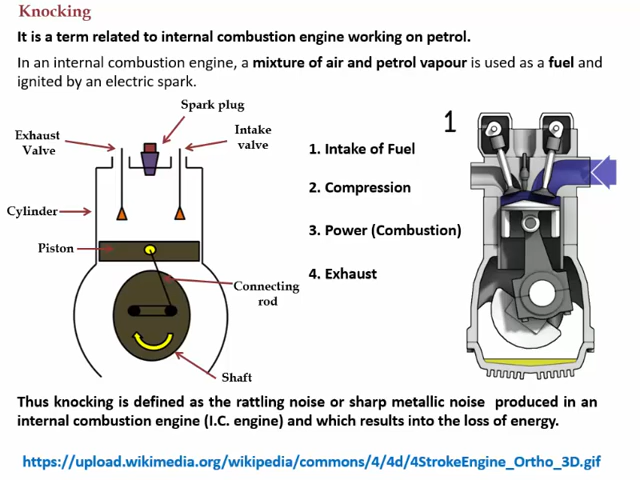 Knocking
It is a term related to internal combustion engine working on petrol.
In an internal combustion engine, a mixture of air and petrol vapour is used as a fuel and
ignited by an electric spark.
Spark plug
Exhaust
Valve
Intake
valve
Cylinder
Piston
Connecting
rod
Shaft
1. Intake of Fuel
2. Compression
3. Power (Combustion)
4. Exhaust
1
Thus knocking is defined as the rattling noise or sharp metallic noise produced in an
internal combustion engine (I.C. engine) and which results into the loss of energy.
https://upload.wikimedia.org/wikipedia/commons/4/4d/4StrokeEngine_Ortho_3D.gif